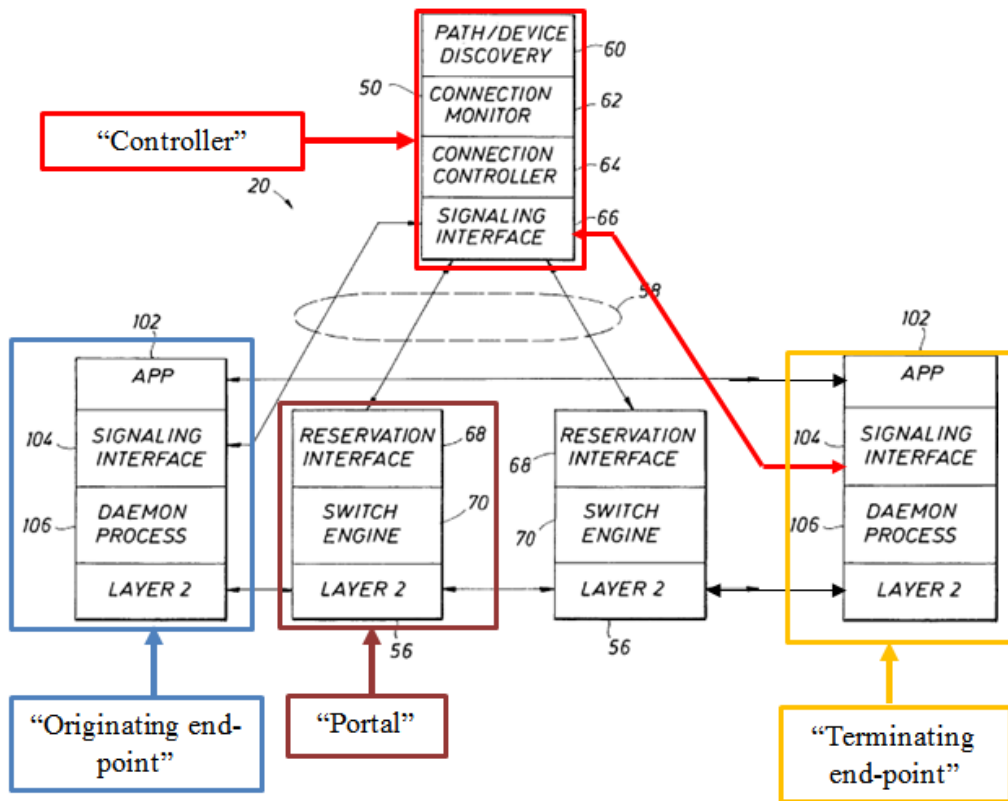 PATH/DEVICE
DISCOVERY
60
50
CONNECTION
MONITOR
62
“Controller”
CONNECTION
CONTROLLER
64
20
SIGNALING
INTERFACE
66
58
102
APP
104
SIGNALING
INTERFACE
106
DAEMON
PROCESS
LAYER 2
RESERVATION
INTERFACE
68
SWITCH
ENGINE
70
LAYER 2
56
RESERVATION
INTERFACE
68
SWITCH
ENGINE
70
LAYER 2
56
102
APP
104
SIGNALING
INTERFACE
106
DAEMON
PROCESS
LAYER 2
“Originating end-
point”
“Portal”
“Terminating
end-point”